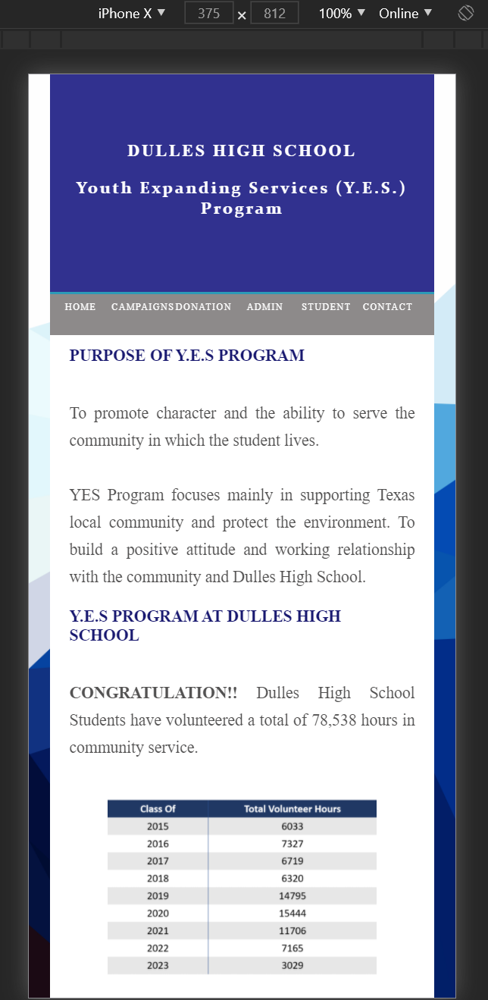 iPhone X ▼ 375 × 812 100% ▼ Online ▼
DULLES HIGH SCHOOL
Youth Expanding Services (Y.E.S.)
Program
HOME CAMPAIGNS DONATION ADMIN STUDENT CONTACT
PURPOSE OF Y.E.S PROGRAM
To promote character and the ability to serve the
community in which the student lives.
YES Program focuses mainly in supporting Texas
local community and protect the environment. To
build a positive attitude and working relationship
with the community and Dulles High School.
Y.E.S PROGRAM AT DULLES HIGH
SCHOOL
CONGRATULATION!! Dulles High School
Students have volunteered a total of 78,538 hours in
community service.
Class Of Total Volunteer Hours
2015 6033
2016 7327
2017 6719
2018 6320
2019 14795
2020 15444
2021 11706
2022 7165
2023 3029